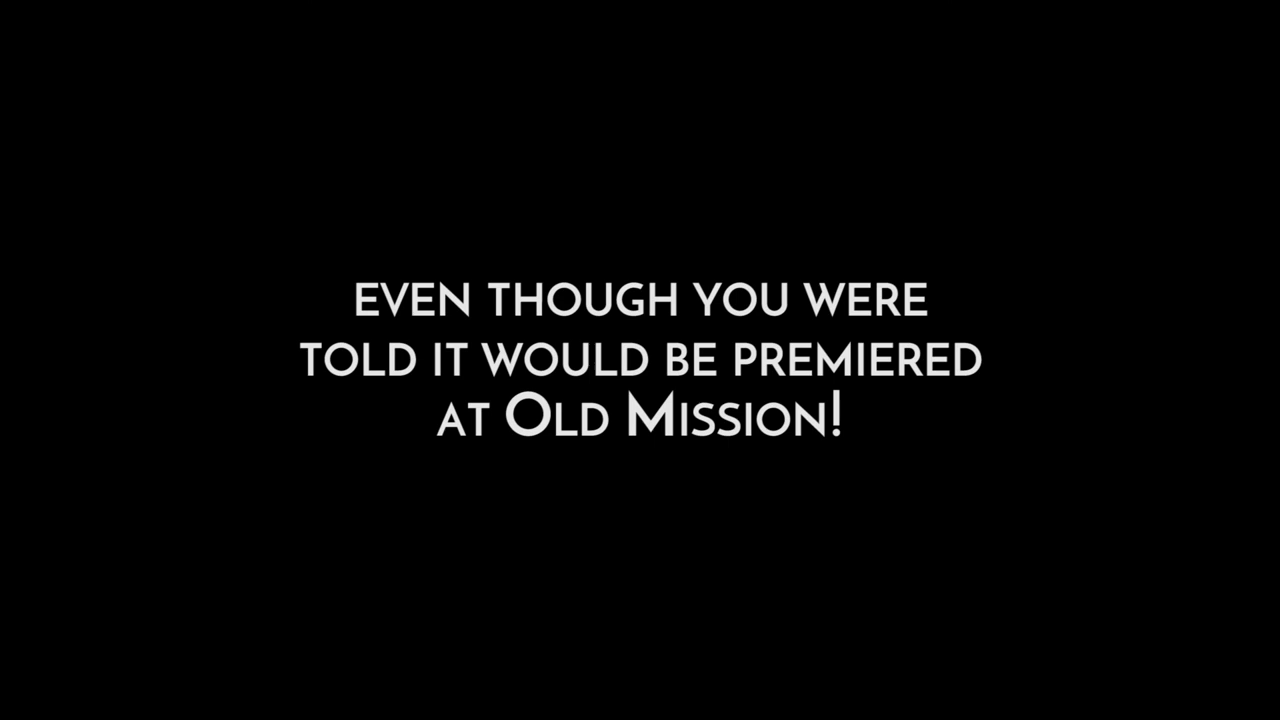 EVEN THOUGH YOU WERE
TOLD IT WOULD BE PREMIERED
AT OLD MISSION!